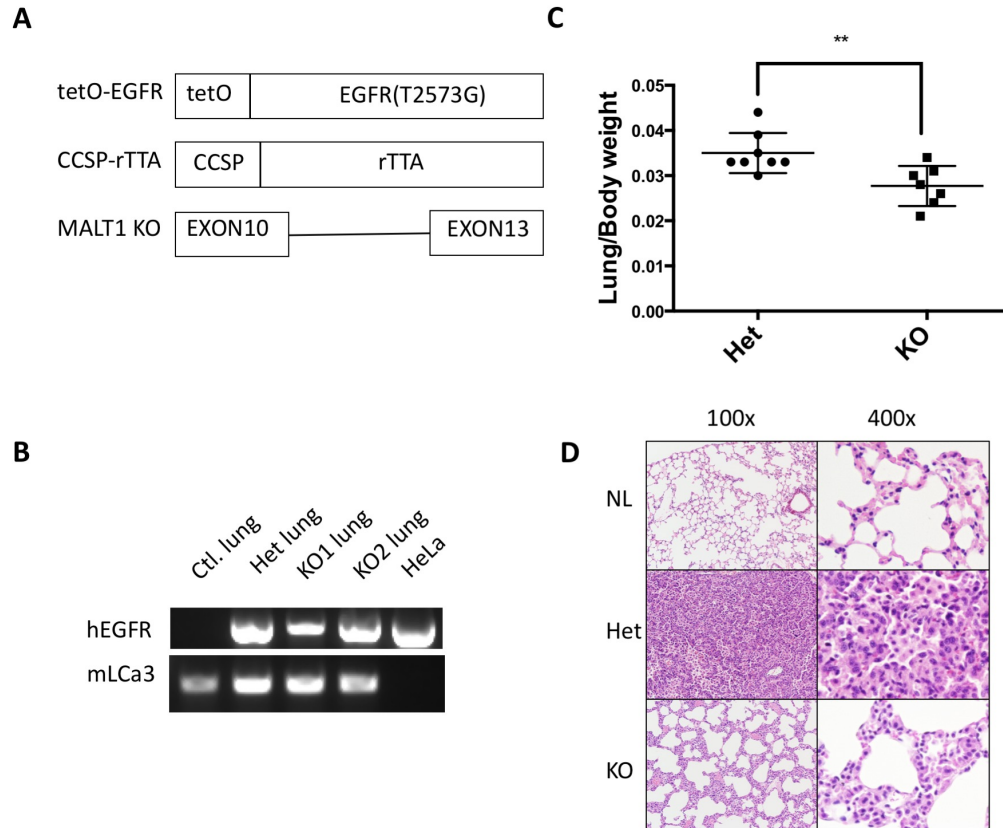 A
tetO-EGFR
tetO
EGFR(T2573G)
CCSP-rTTA
CCSP
rTTA
MALT1 KO
EXON10
EXON13
B
Ctl. lung
Het lung
KO1 lung
KO2 lung
HeLa
hEGFR
mLCa3
C
**
Lung/Body weight
0.05
0.04
0.03
0.02
0.01
0.00
Het
KO
D
100x
400x
NL
Het
KO